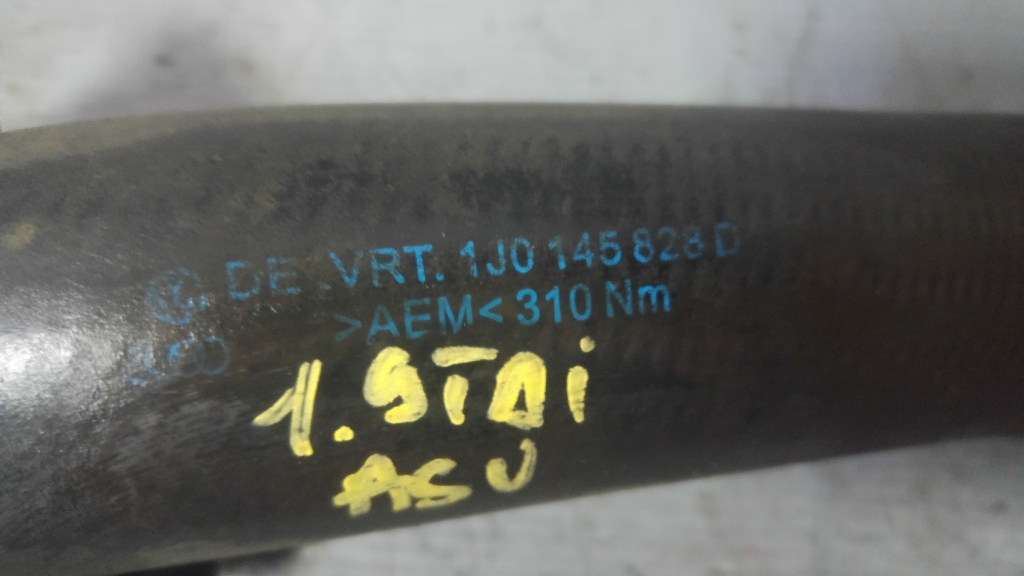 DE .VRT. 1J0 145 828 D
>AEM< 310 Nm
1.9TDi
ASV